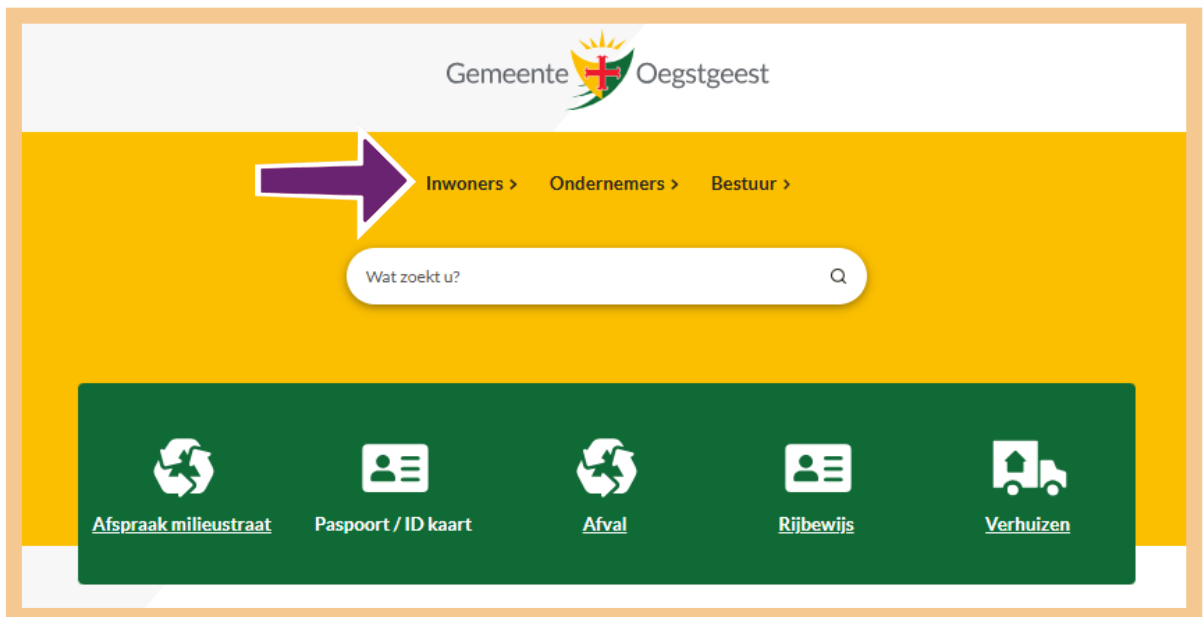 Gemeente Oegstgeest
Inwoners > Ondernemers > Bestuur >
Wat zoekt u?
Afspraak milieustraat Paspoort / ID kaart Afval Rijbewijs Verhuizen